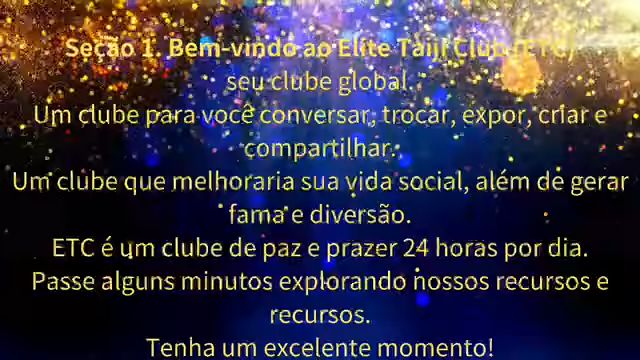 Seção 1. Bem-vindo ao Elite Taiji Club (ETC)
seu clube global.
Um clube para você conversar, trocar, expor, criar e
compartilhar.
Um clube que melhoraria sua vida social, além de gerar
fama e diversão.
ETC é um clube de paz e prazer 24 horas por dia.
Passe alguns minutos explorando nossos recursos e
recursos.
Tenha um excelente momento!